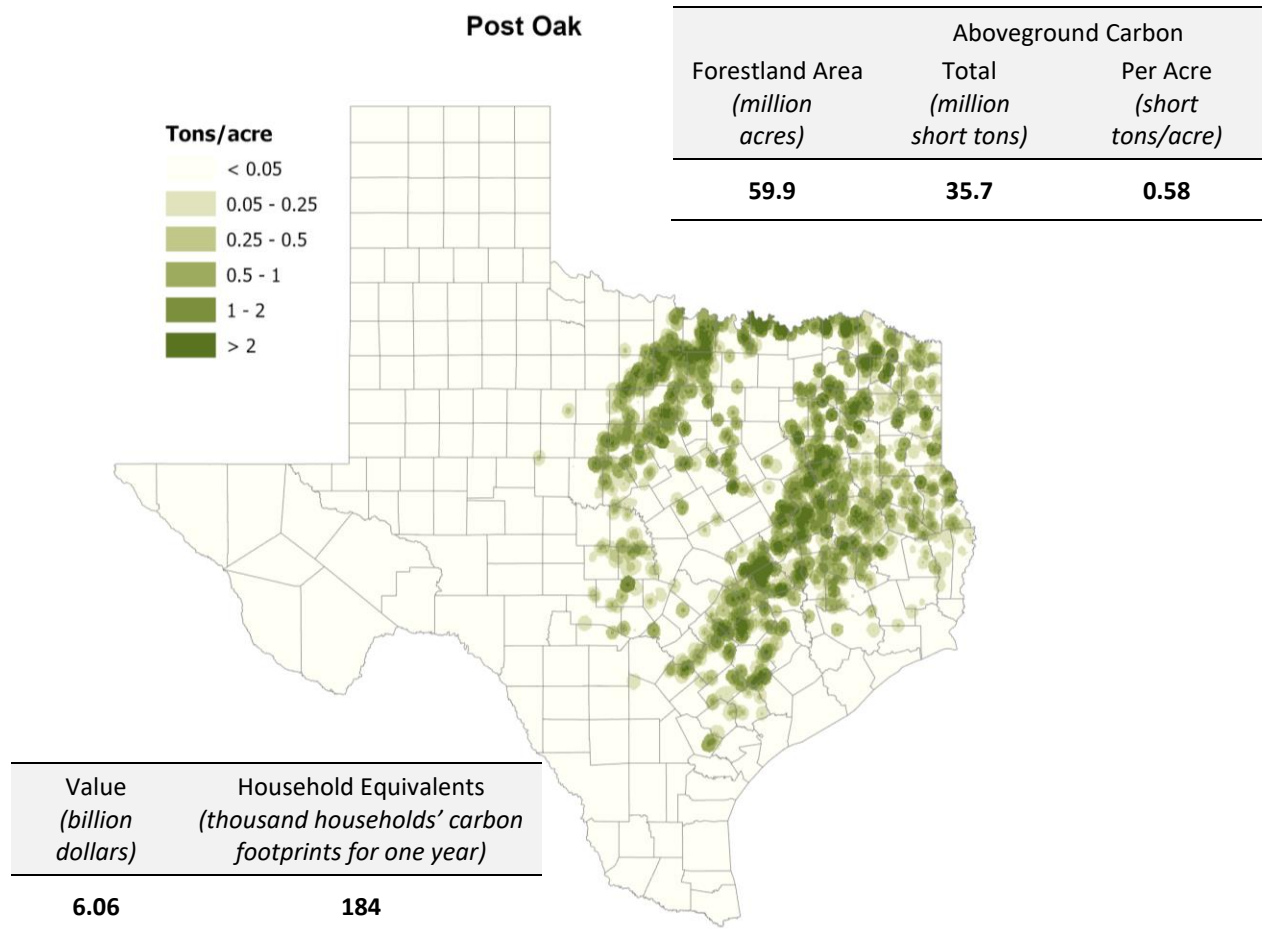 Post Oak
Aboveground Carbon
Forestland Area Total Per Acre
(million (million (short
acres) short tons) tons/acre)
59.9 35.7 0.58
Tons/acre
< 0.05
0.05 - 0.25
0.25 - 0.5
0.5 - 1
1 - 2
> 2
Value Household Equivalents
(billion (thousand households’ carbon
dollars) footprints for one year)
6.06 184